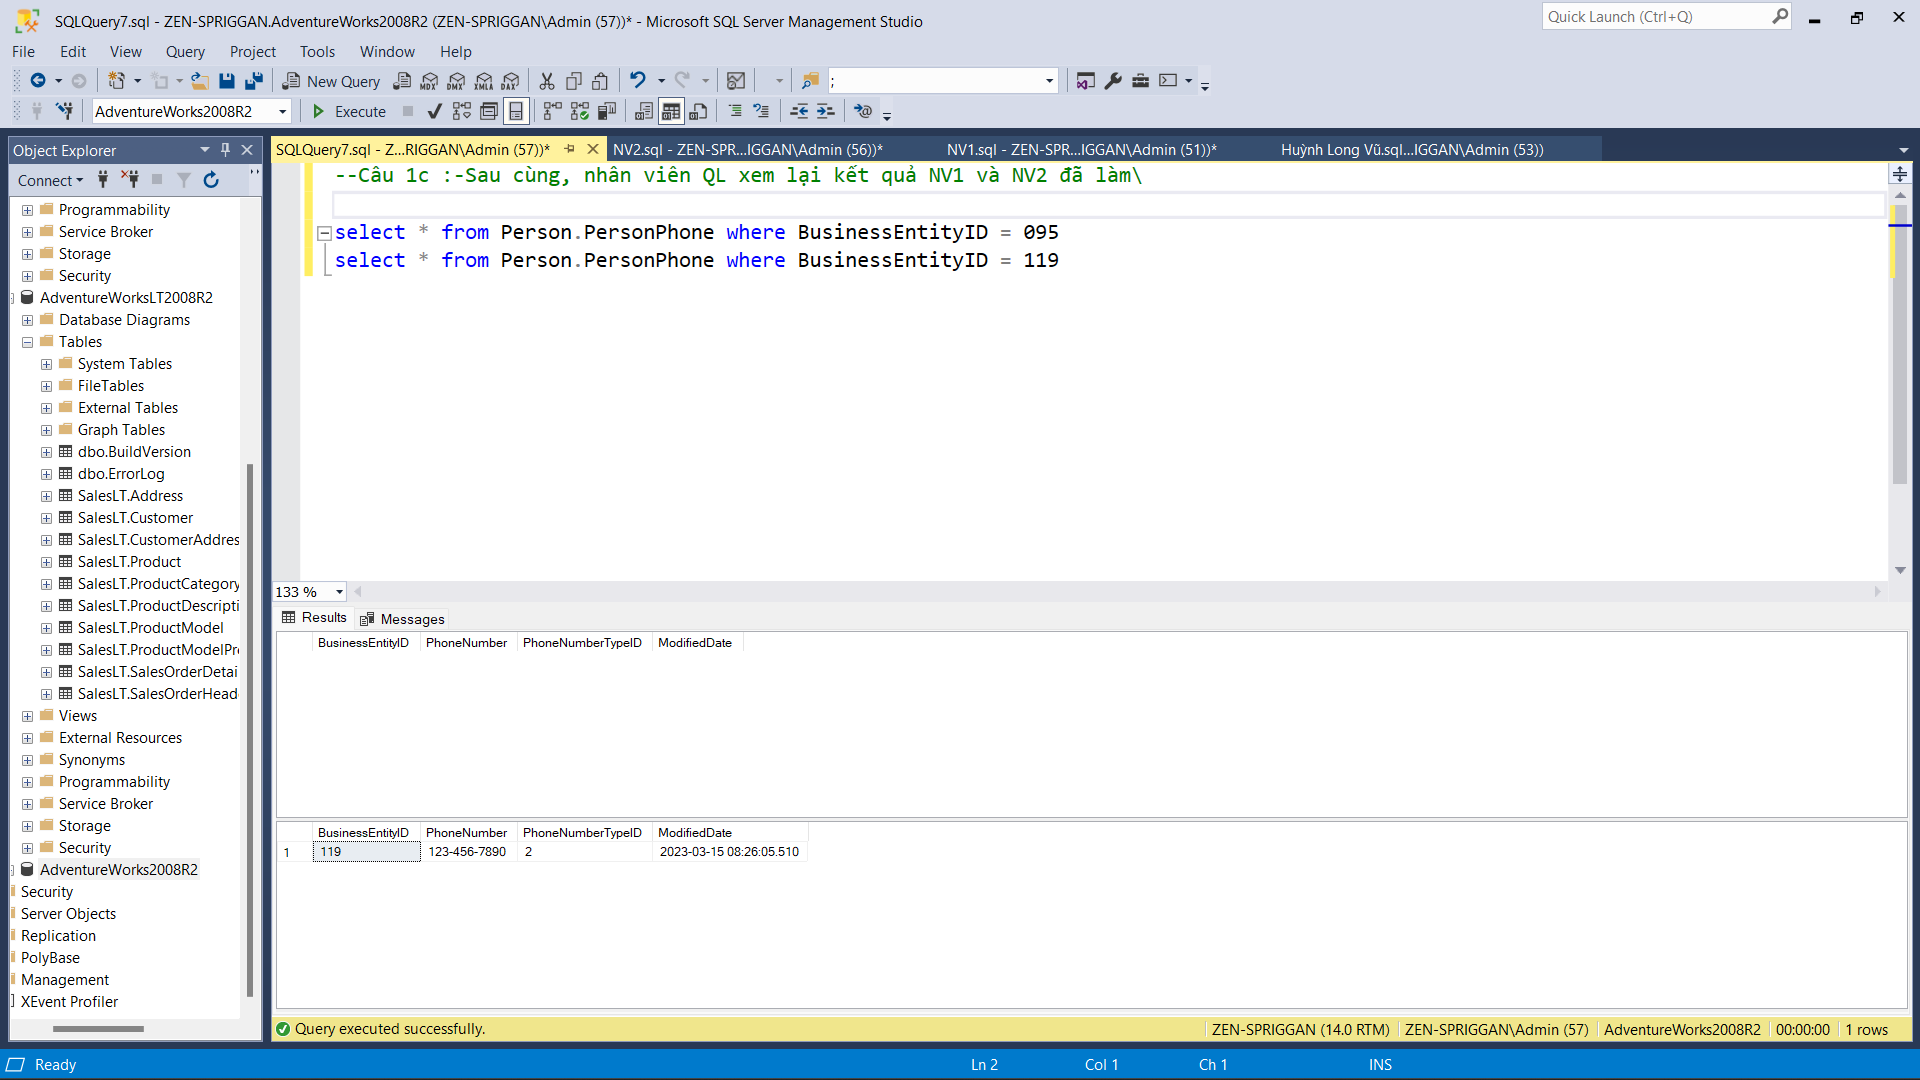 SQLQuery7.sql - ZEN-SPRIGGAN.AdventureWorks2008R2 (ZEN-SPRIGGAN\Admin (57))* - Microsoft SQL Server Management Studio
Quick Launch (Ctrl+Q)
File Edit View Query Project Tools Window Help
New Query MDX DMX XMLA DAX ;
AdventureWorks2008R2 Execute
Object Explorer
SQLQuery7.sql - Z...RIGGAN\Admin (57))* NV2.sql - ZEN-SPR...IGGAN\Admin (56))* NV1.sql - ZEN-SPR...IGGAN\Admin (51))* Huỳnh Long Vũ.sql...IGGAN\Admin (53))
Connect
Programmability
Service Broker
Storage
Security
AdventureWorksLT2008R2
Database Diagrams
Tables
System Tables
FileTables
External Tables
Graph Tables
dbo.BuildVersion
dbo.ErrorLog
SalesLT.Address
SalesLT.Customer
SalesLT.CustomerAddres
SalesLT.Product
SalesLT.ProductCategory
SalesLT.ProductDescripti
SalesLT.ProductModel
SalesLT.ProductModelPr
SalesLT.SalesOrderDetai
SalesLT.SalesOrderHead
Views
External Resources
Synonyms
Programmability
Service Broker
Storage
Security
AdventureWorks2008R2
Security
Server Objects
Replication
PolyBase
Management
XEvent Profiler
--Câu 1c :-Sau cùng, nhân viên QL xem lại kết quả NV1 và NV2 đã làm\
select * from Person.PersonPhone where BusinessEntityID = 095
select * from Person.PersonPhone where BusinessEntityID = 119
133 %
Results Messages
BusinessEntityID PhoneNumber PhoneNumberTypeID ModifiedDate
BusinessEntityID PhoneNumber PhoneNumberTypeID ModifiedDate
1 119 123-456-7890 2 2023-03-15 08:26:05.510
Query executed successfully. ZEN-SPRIGGAN (14.0 RTM) ZEN-SPRIGGAN\Admin (57) AdventureWorks2008R2 00:00:00 1 rows
Ready Ln 2 Col 1 Ch 1 INS